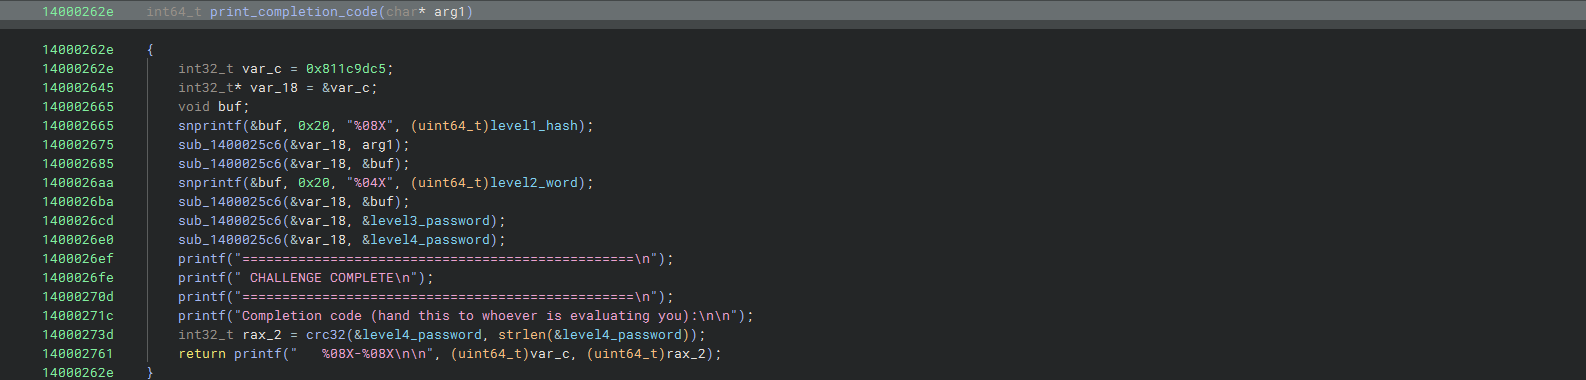 14000262e int64_t print_completion_code(char* arg1)
14000262e {
14000262e int32_t var_c = 0x811c9dc5;
140002645 int32_t* var_18 = &var_c;
140002665 void buf;
140002665 snprintf(&buf, 0x20, "%08X", (uint64_t)level1_hash);
140002675 sub_1400025c6(&var_18, arg1);
140002685 sub_1400025c6(&var_18, &buf);
1400026aa snprintf(&buf, 0x20, "%04X", (uint64_t)level2_word);
1400026ba sub_1400025c6(&var_18, &buf);
1400026cd sub_1400025c6(&var_18, &level3_password);
1400026e0 sub_1400025c6(&var_18, &level4_password);
1400026ef printf("=================================================\n");
1400026fe printf(" CHALLENGE COMPLETE\n");
14000270d printf("=================================================\n");
14000271c printf("Completion code (hand this to whoever is evaluating you):\n\n");
14000273d int32_t rax_2 = crc32(&level4_password, strlen(&level4_password));
140002761 return printf("   %08X-%08X\n\n", (uint64_t)var_c, (uint64_t)rax_2);
14000262e }